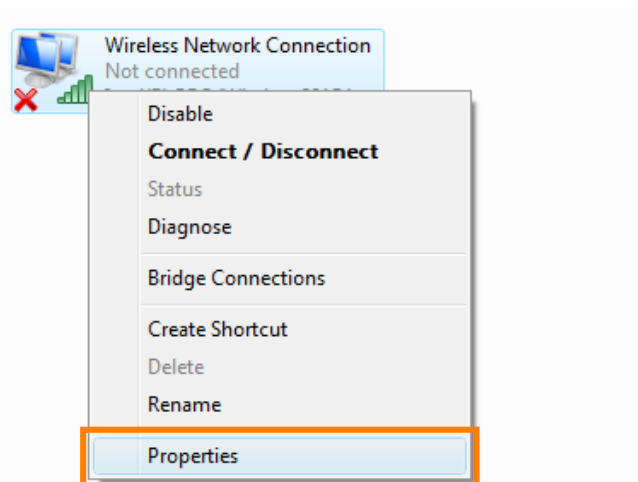 Wireless Network Connection
Not connected
Disable
Connect / Disconnect
Status
Diagnose
Bridge Connections
Create Shortcut
Delete
Rename
Properties